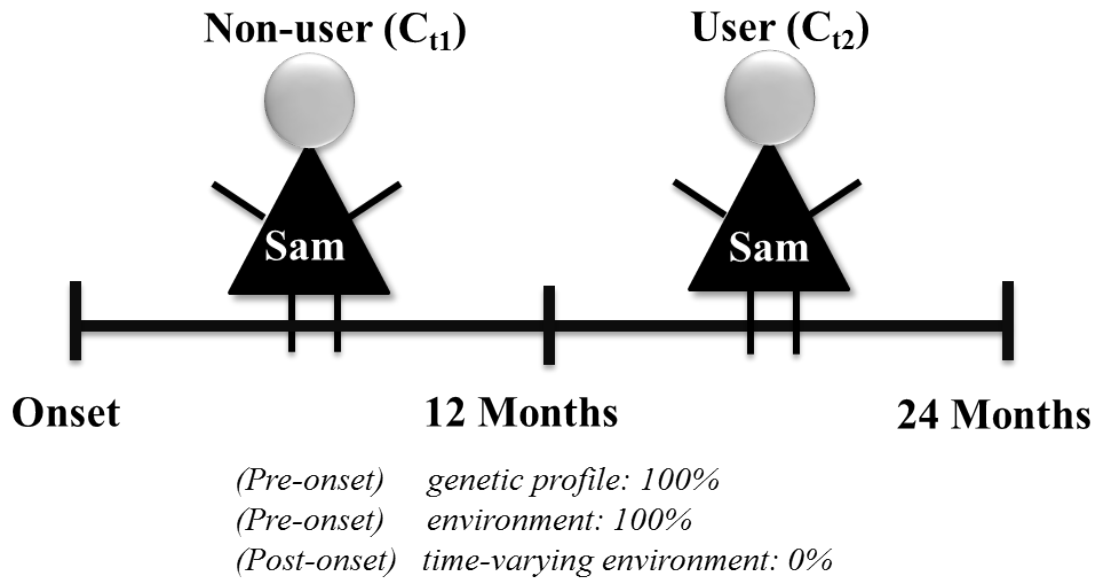 Non-user (Ct1) User (Ct2)
Sam Sam
Onset 12 Months 24 Months
(Pre-onset) genetic profile: 100%
(Pre-onset) environment: 100%
(Post-onset) time-varying environment: 0%